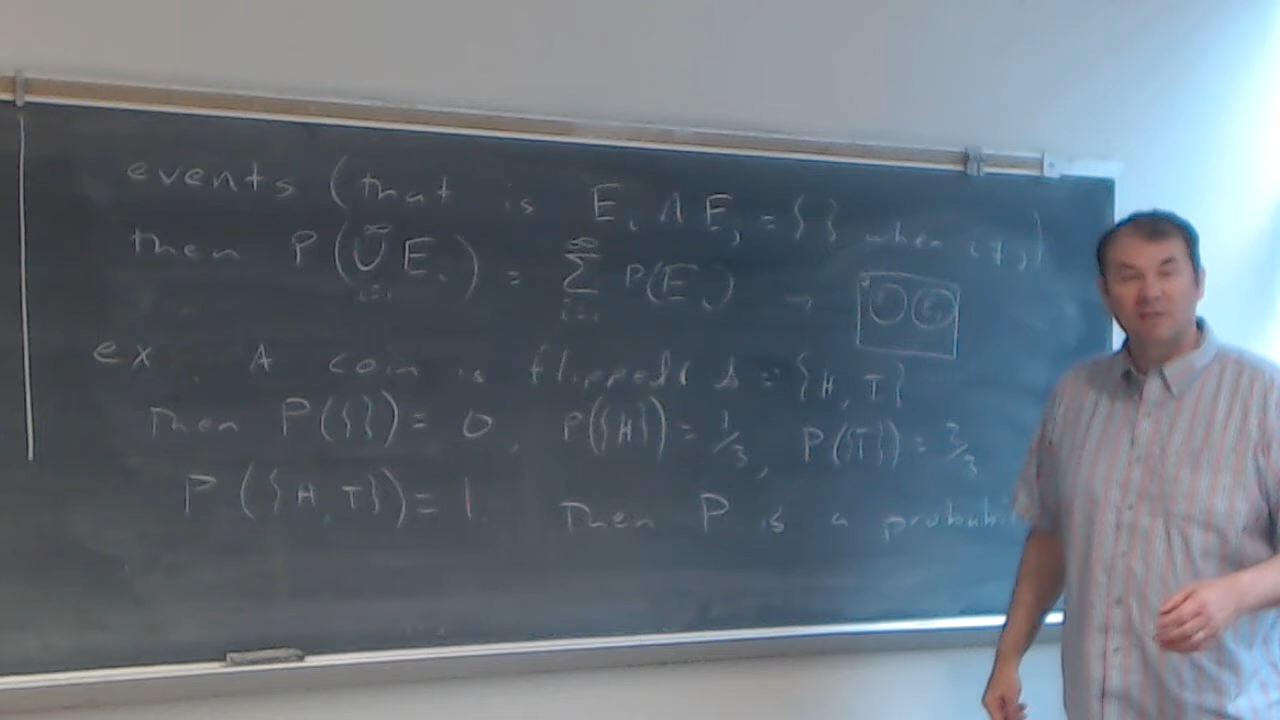 events (that is E_i ∩ E_j = { } when i ≠ j)
then P(∞ ∪ i=1 E_i) = ∞ Σ i=1 P(E_i) →
ex. A coin is flipped S = {H, T}
Then P({}) = 0, P({H}) = 1/3, P({T}) = 2/3,
P({H, T}) = 1. Then P is a probabili